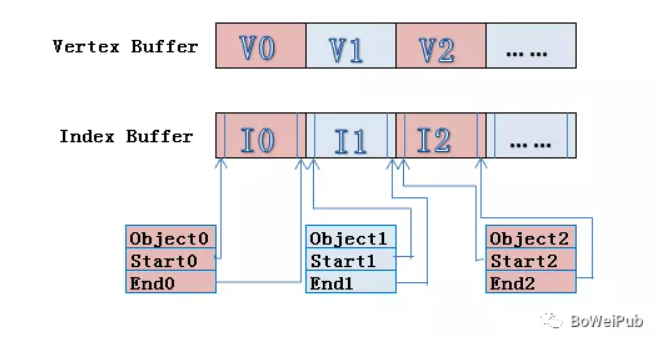 Vertex Buffer V0 V1 V2 ... ...
Index Buffer I0 I1 I2 ... ...
Object0 Object1 Object2
Start0 Start1 Start2
End0 End1 End2
BoWeiPub